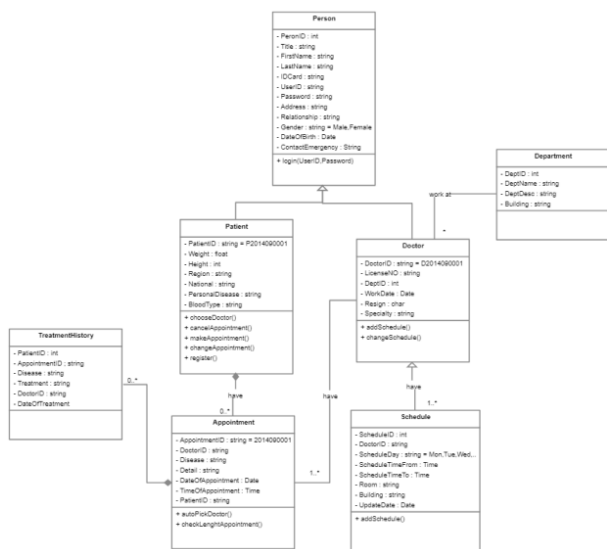 Person
- PeronID : int
- Title : string
- FirstName : string
- LastName : string
- IDCard : string
- UserID : string
- Password : string
- Address : string
- Relationship : string
- Gender : string = Male,Female
- DateOfBirth : Date
- ContactEmergency : String
+ login(UserID,Password)
Department
- DeptID : int
- DeptName : string
- DeptDesc : string
- Building : string
work at
*
Patient
- PatientID : string = P2014090001
- Weight : float
- Height : int
- Region : string
- National : string
- PersonalDisease : string
- BloodType : string
+ chooseDoctor()
+ cancelAppointment()
+ makeAppointment()
+ changeAppointment()
+ register()
Doctor
- DoctorID : string = D2014090001
- LicenseNO : string
- DeptID : int
- WorkDate : Date
- Resign : char
- Specialty : string
+ addSchedule()
+ changeSchedule()
TreatmentHistory
- PatientID : int
- AppointmentID : string
- Disease : string
- Treatment : string
- DoctorID : string
- DateOfTreatment
0..*
have
0..*
have
1..*
have
1..*
Appointment
- AppointmentID : string = 2014090001
- DoctorID : string
- Disease : string
- Detail : string
- DateOfAppointment : Date
- TimeOfAppointment : Time
- PatientID : string
+ autoPickDoctor()
+ checkLenghtAppointment()
Schedule
- ScheduleID : int
- DoctorID : string
- ScheduleDay : string = Mon,Tue,Wed...
- ScheduleTimeFrom : Time
- ScheduleTimeTo : Time
- Room : string
- Building : string
- UpdateDate : Date
+ addSchedule()